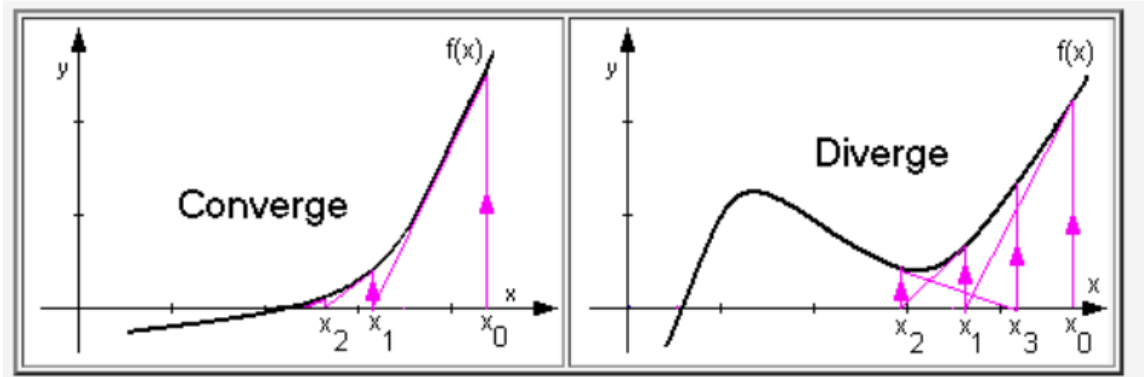 f(x)
y
Converge
x
x₂ x₁ x₀
f(x)
y
Diverge
x
x₂ x₁ x₃ x₀